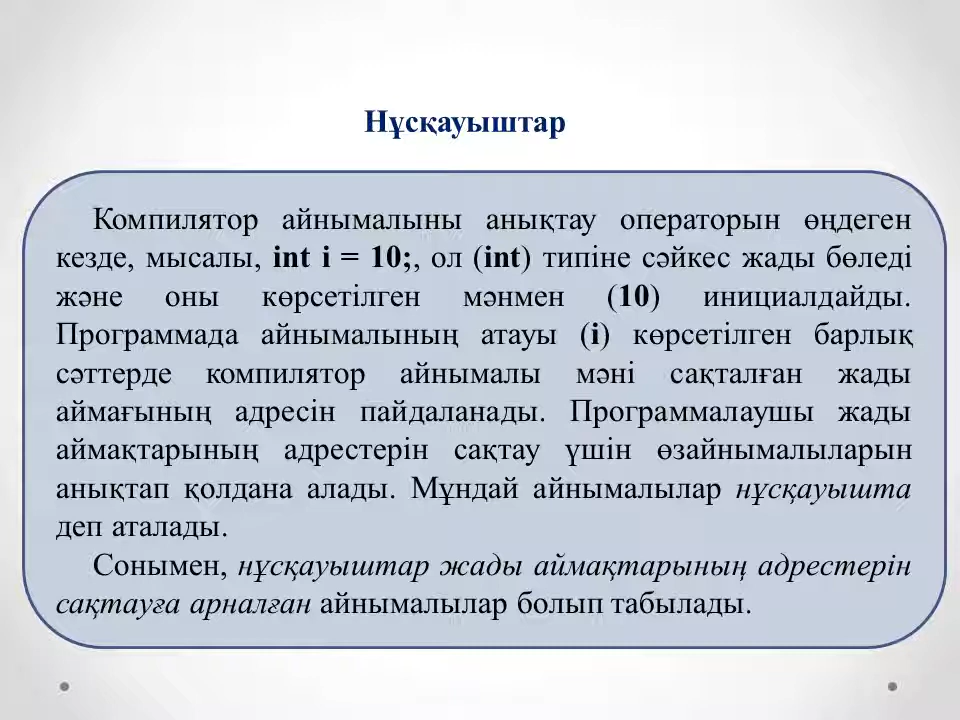 Нұсқауыштар
Компилятор айнымалыны анықтау операторын өңдеген
кезде, мысалы, int i = 10;, ол (int) типіне сәйкес жады бөледі
және оны көрсетілген мәнмен (10) инициалдайды.
Программада айнымалының атауы (i) көрсетілген барлық
сәттерде компилятор айнымалы мәні сақталған жады
аймағының адресін пайдаланады. Программалаушы жады
аймақтарының адрестерін сақтау үшін өзайнымалыларын
анықтап қолдана алады. Мұндай айнымалылар нұсқауышта
деп аталады.
Сонымен, нұсқауыштар жады аймақтарының адрестерін
сақтауға арналған айнымалылар болып табылады.